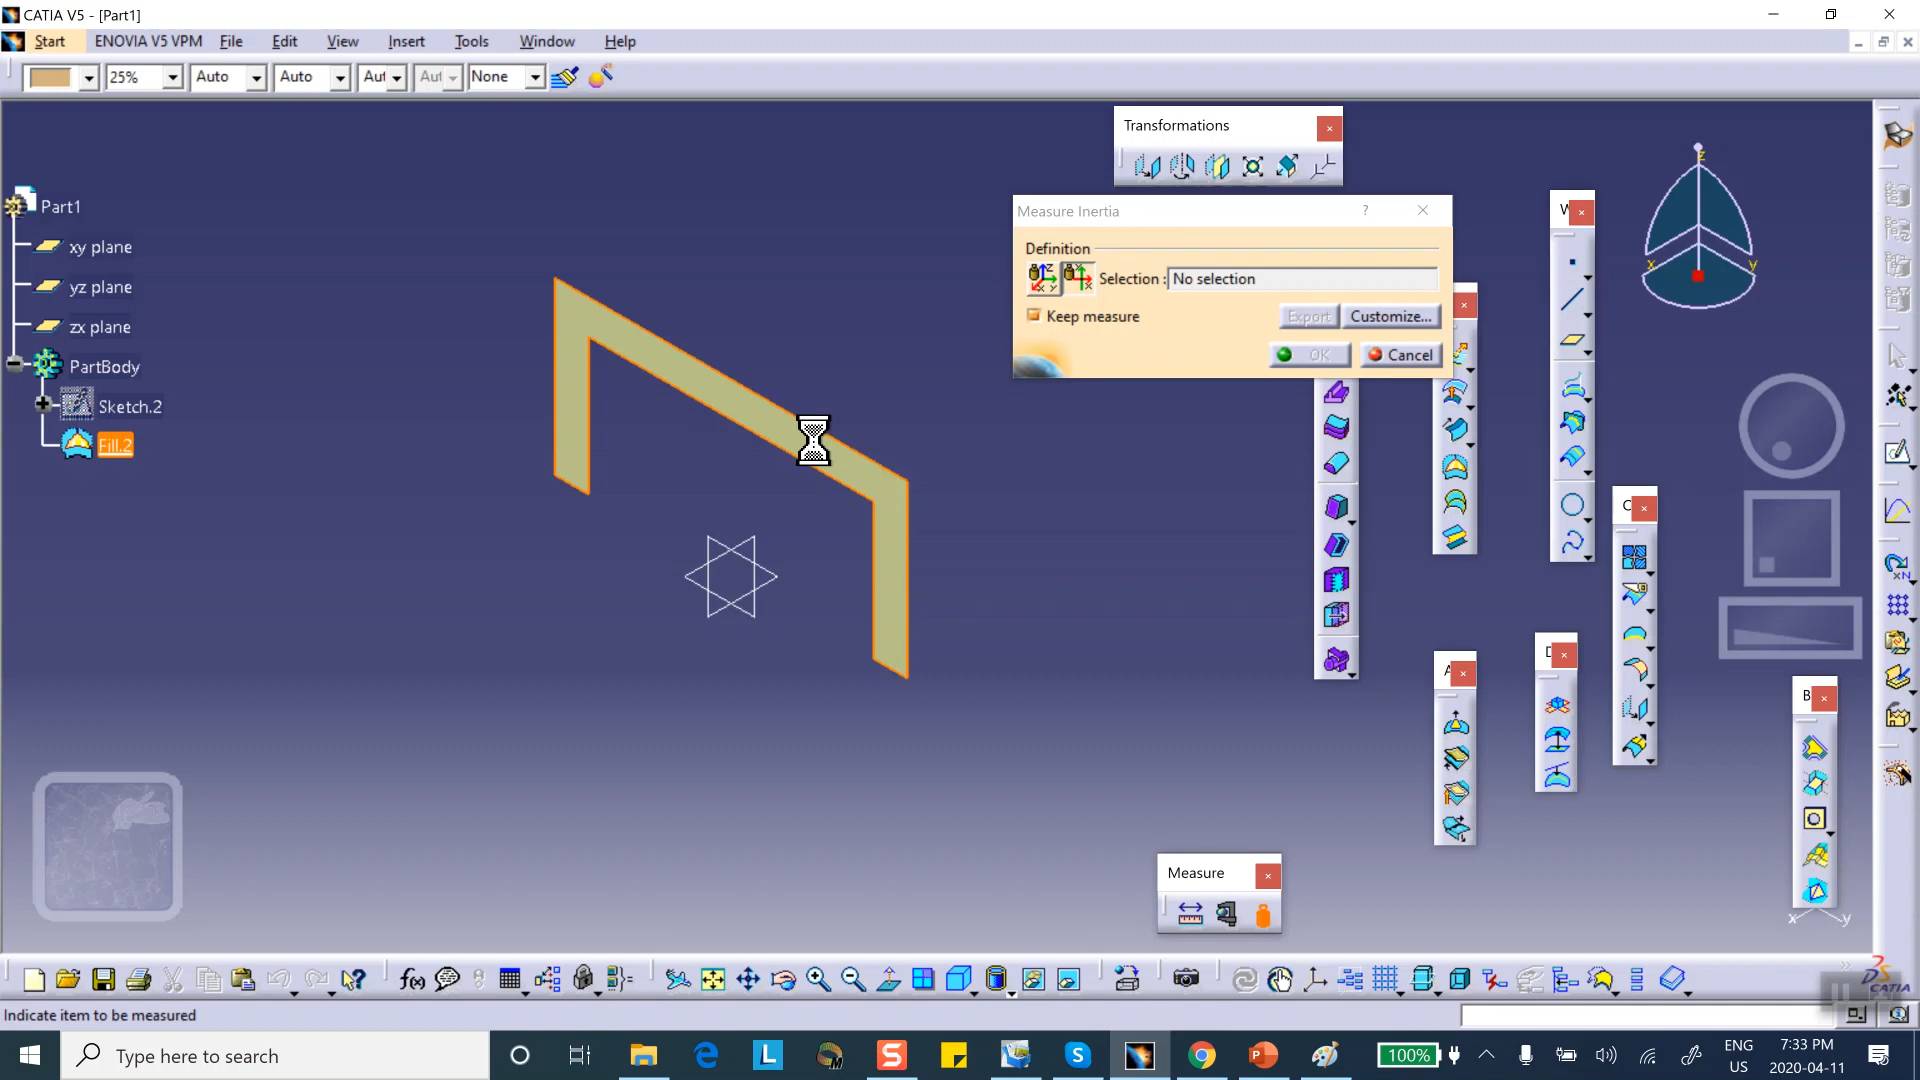 CATIA V5 - [Part1]
Start ENOVIA V5 VPM File Edit View Insert Tools Window Help
25% Auto Auto Aut Aut None
Transformations
Part1
xy plane
yz plane
zx plane
PartBody
Sketch.2
Fill.2
Measure Inertia ?
Definition
Selection : No selection
Keep measure Export Customize...
OK Cancel
z
x y
C
A
D
B
Measure
x y
f(x)
CATIA
Indicate item to be measured
Type here to search
100%
ENG
US
7:33 PM
2020-04-11